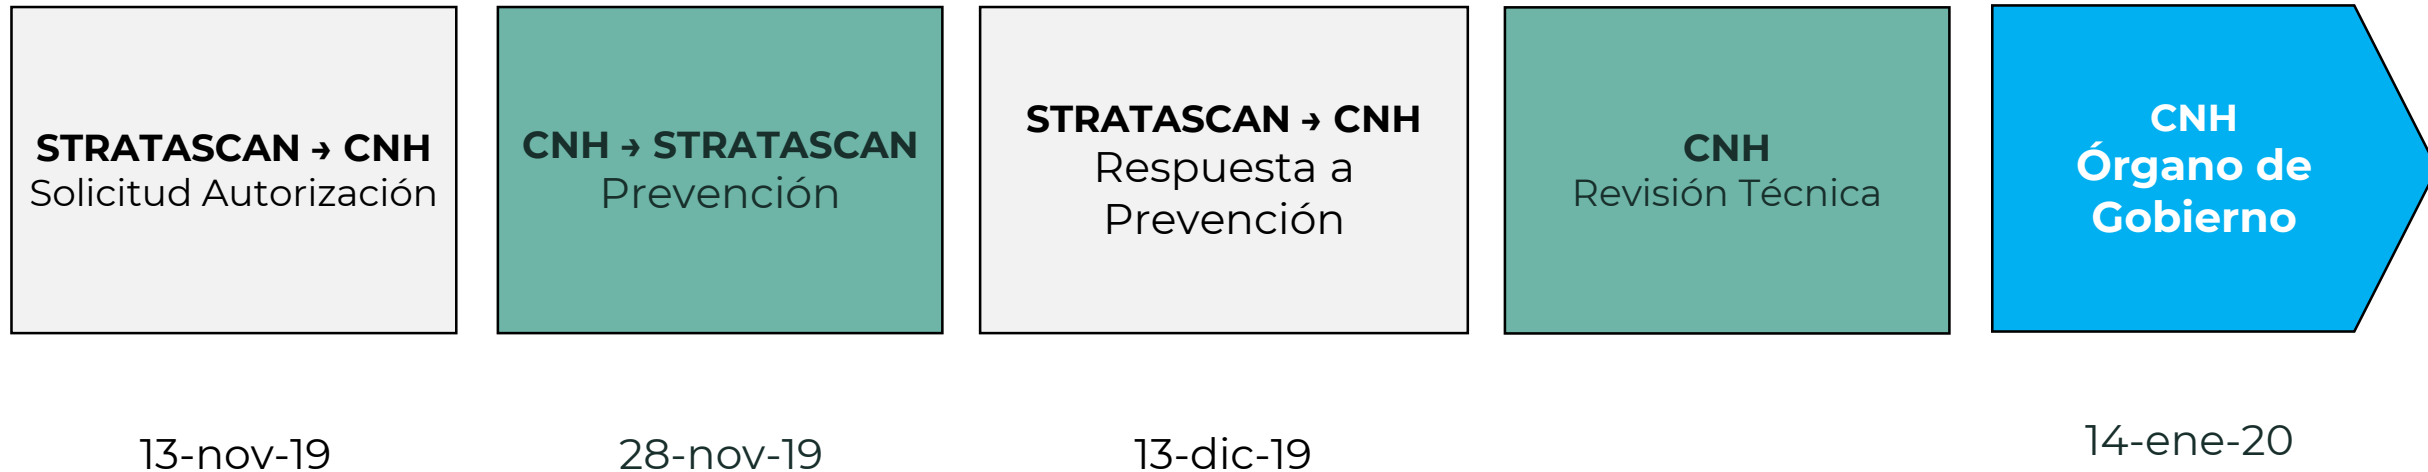 STRATASCAN → CNH
Solicitud Autorización
CNH → STRATASCAN
Prevención
STRATASCAN → CNH
Respuesta a
Prevención
CNH
Revisión Técnica
CNH
Órgano de
Gobierno
13-nov-19
28-nov-19
13-dic-19
14-ene-20